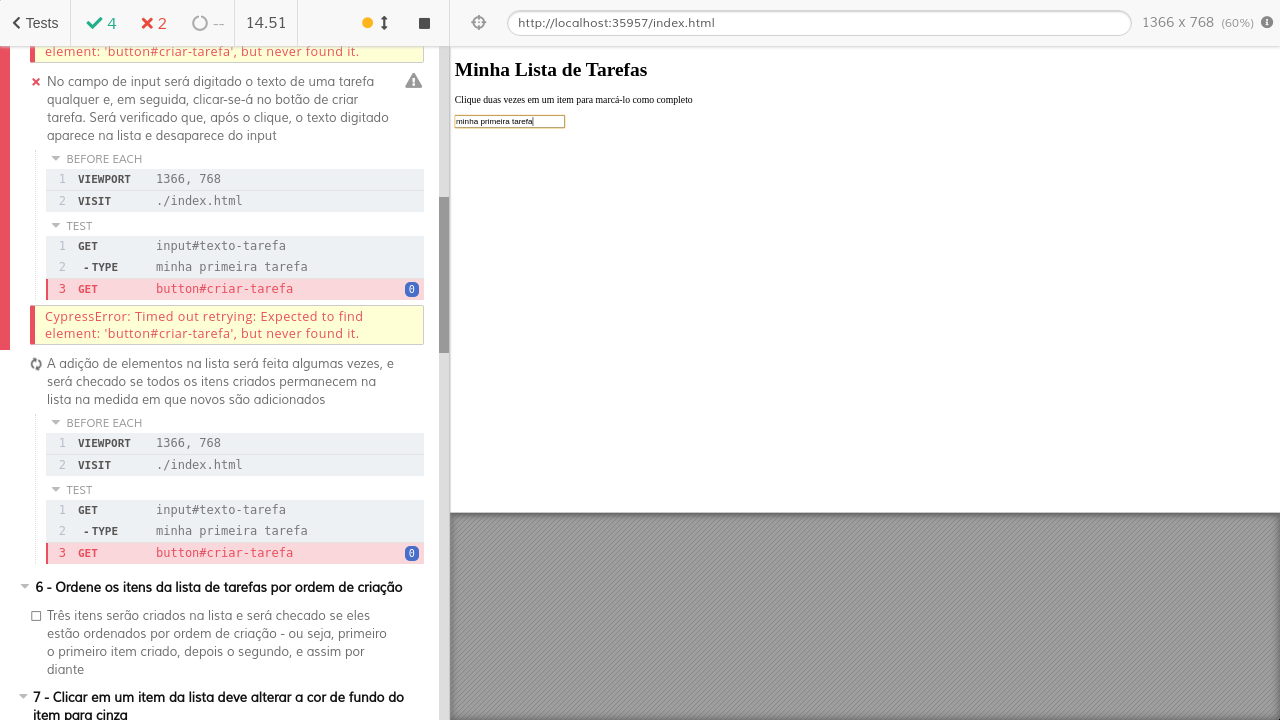 Tests
4
2
--
14.51
http://localhost:35957/index.html
1366 x 768 (60%)
element: 'button#criar-tarefa', but never found it.
No campo de input será digitado o texto de uma tarefa
qualquer e, em seguida, clicar-se-á no botão de criar
tarefa. Será verificado que, após o clique, o texto digitado
aparece na lista e desaparece do input
BEFORE EACH
1 VIEWPORT 1366, 768
2 VISIT ./index.html
TEST
1 GET input#texto-tarefa
2 -TYPE minha primeira tarefa
3 GET button#criar-tarefa 0
CypressError: Timed out retrying: Expected to find
element: 'button#criar-tarefa', but never found it.
A adição de elementos na lista será feita algumas vezes, e
será checado se todos os itens criados permanecem na
lista na medida em que novos são adicionados
BEFORE EACH
1 VIEWPORT 1366, 768
2 VISIT ./index.html
TEST
1 GET input#texto-tarefa
2 -TYPE minha primeira tarefa
3 GET button#criar-tarefa 0
6 - Ordene os itens da lista de tarefas por ordem de criação
Três itens serão criados na lista e será checado se eles
estão ordenados por ordem de criação - ou seja, primeiro
o primeiro item criado, depois o segundo, e assim por
diante
7 - Clicar em um item da lista deve alterar a cor de fundo do
item para cinza
Minha Lista de Tarefas
Clique duas vezes em um item para marcá-lo como completo
minha primeira tarefa